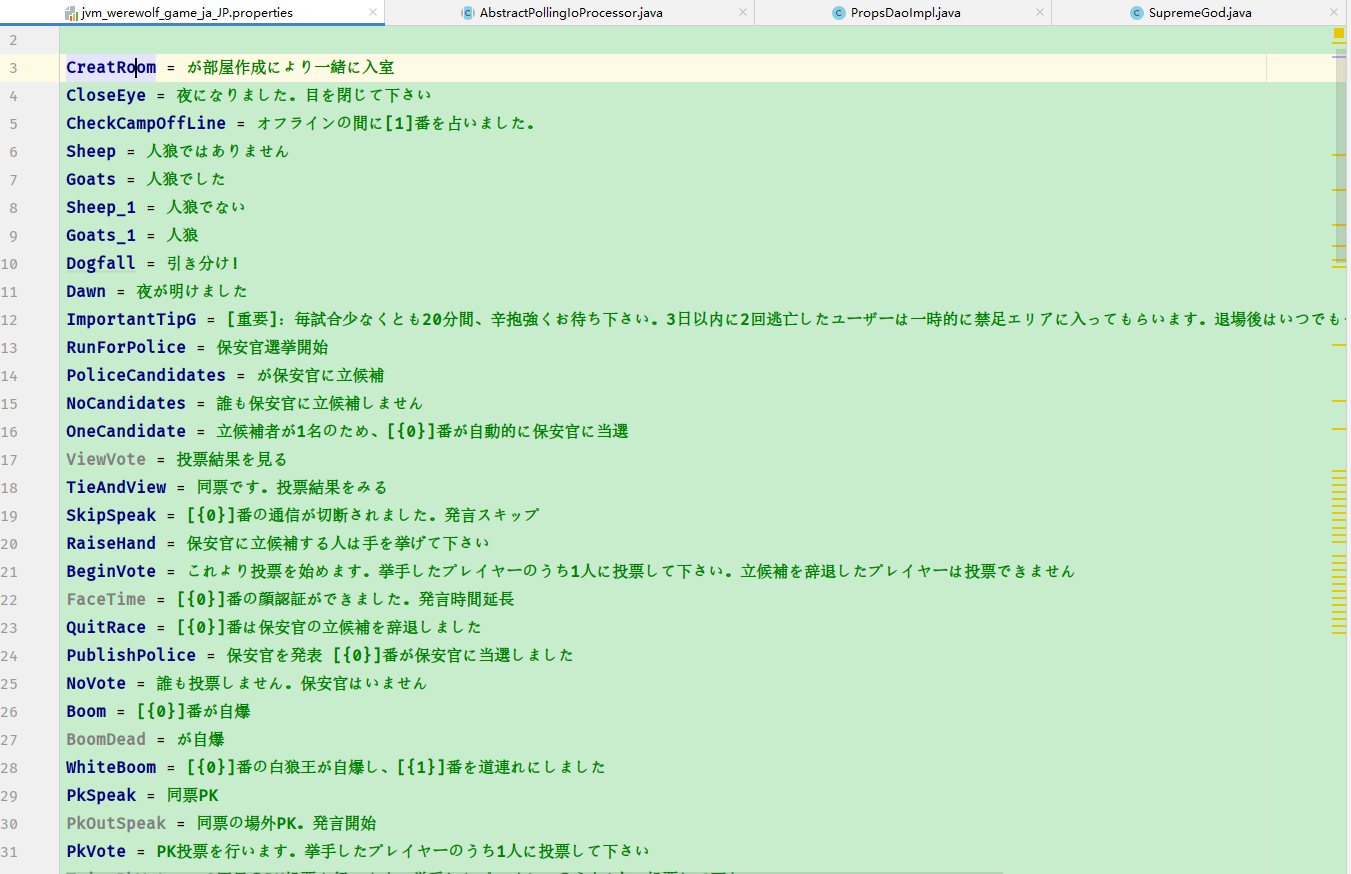 jvm_werewolf_game_ja_JP.properties AbstractPollingIoProcessor.java PropsDaoImpl.java SupremeGod.java
2
3 CreatRoom = が部屋作成により一緒に入室
4 CloseEye = 夜になりました。目を閉じて下さい
5 CheckCampOffLine = オフラインの間に[1]番を占いました。
6 Sheep = 人狼ではありません
7 Goats = 人狼でした
8 Sheep_1 = 人狼でない
9 Goats_1 = 人狼
10 Dogfall = 引き分け!
11 Dawn = 夜が明けました
12 ImportantTipG = [重要]: 毎試合少なくとも20分間、辛抱強くお待ち下さい。3日以内に2回逃亡したユーザーは一時的に禁足エリアに入ってもらいます。退場後はいつでも
13 RunForPolice = 保安官選挙開始
14 PoliceCandidates = が保安官に立候補
15 NoCandidates = 誰も保安官に立候補しません
16 OneCandidate = 立候補者が1名のため、[{0}]番が自動的に保安官に当選
17 ViewVote = 投票結果を見る
18 TieAndView = 同票です。投票結果をみる
19 SkipSpeak = [{0}]番の通信が切断されました。発言スキップ
20 RaiseHand = 保安官に立候補する人は手を挙げて下さい
21 BeginVote = これより投票を始めます。挙手したプレイヤーのうち1人に投票して下さい。立候補を辞退したプレイヤーは投票できません
22 FaceTime = [{0}]番の顔認証ができました。発言時間延長
23 QuitRace = [{0}]番は保安官の立候補を辞退しました
24 PublishPolice = 保安官を発表 [{0}]番が保安官に当選しました
25 NoVote = 誰も投票しません。保安官はいません
26 Boom = [{0}]番が自爆
27 BoomDead = が自爆
28 WhiteBoom = [{0}]番の白狼王が自爆し、[{1}]番を道連れにしました
29 PkSpeak = 同票PK
30 PkOutSpeak = 同票の場外PK。発言開始
31 PkVote = PK投票を行います。挙手したプレイヤーのうち1人に投票して下さい